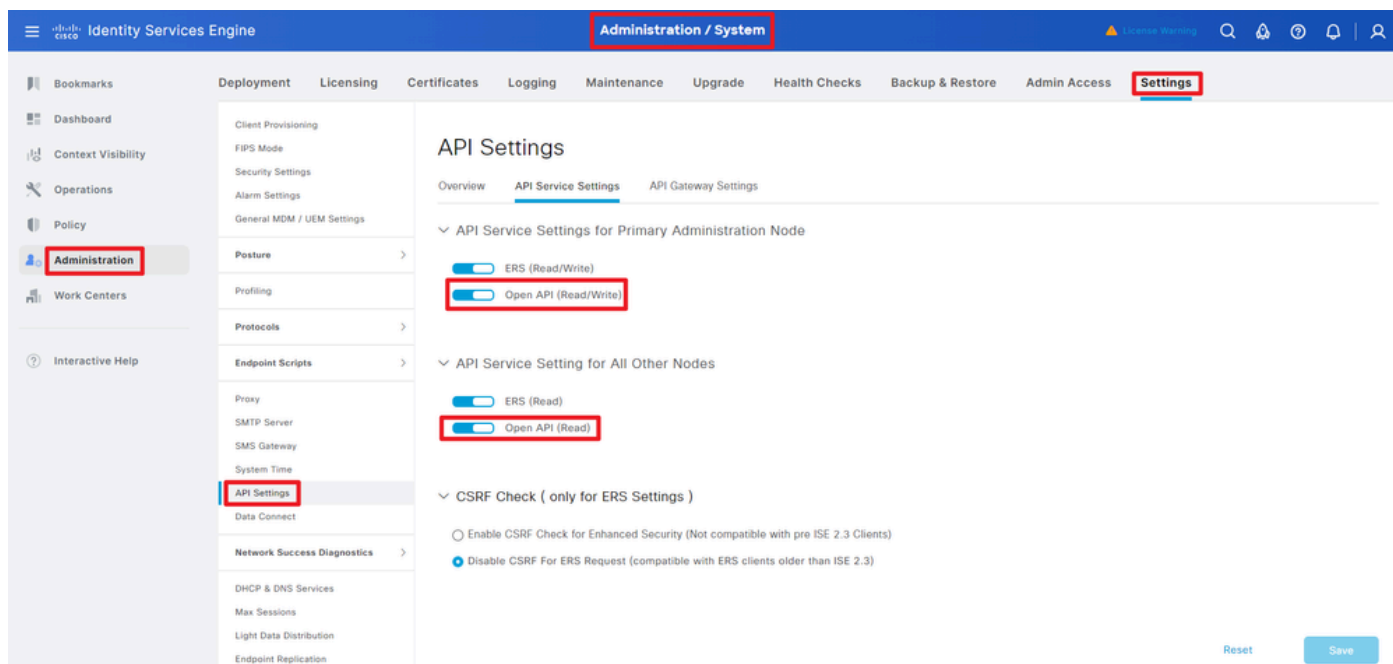 cisco Identity Services Engine
Administration / System
License Warning
Bookmarks
Dashboard
Context Visibility
Operations
Policy
Administration
Work Centers
Interactive Help
Deployment Licensing Certificates Logging Maintenance Upgrade Health Checks Backup & Restore Admin Access Settings
Client Provisioning
FIPS Mode
Security Settings
Alarm Settings
General MDM / UEM Settings
Posture
Profiling
Protocols
Endpoint Scripts
Proxy
SMTP Server
SMS Gateway
System Time
API Settings
Data Connect
Network Success Diagnostics
DHCP & DNS Services
Max Sessions
Light Data Distribution
Endpoint Replication
API Settings
Overview API Service Settings API Gateway Settings
API Service Settings for Primary Administration Node
ERS (Read/Write)
Open API (Read/Write)
API Service Setting for All Other Nodes
ERS (Read)
Open API (Read)
CSRF Check ( only for ERS Settings )
Enable CSRF Check for Enhanced Security (Not compatible with pre ISE 2.3 Clients)
Disable CSRF For ERS Request (compatible with ERS clients older than ISE 2.3)
Reset Save